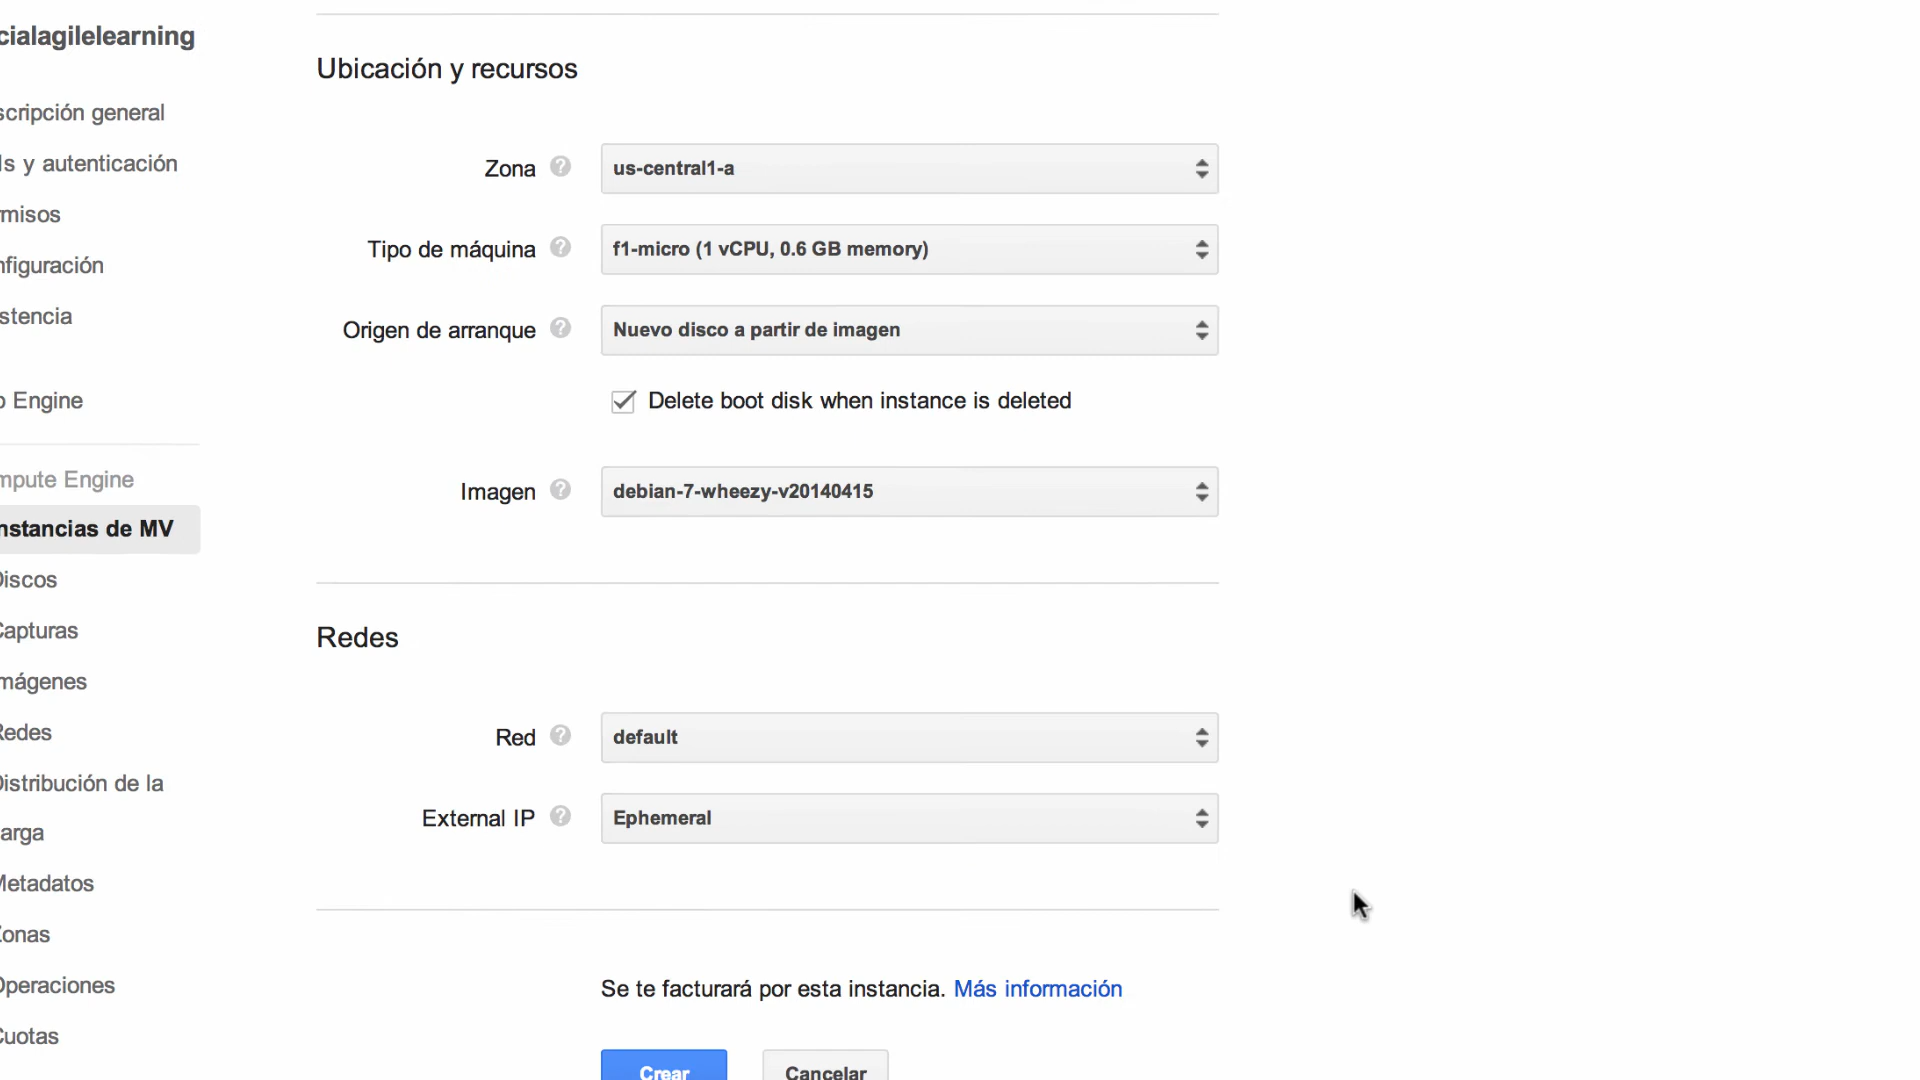 cialagilelearning
scripción general
Is y autenticación
rmisos
nfiguración
stencia
o Engine
mpute Engine
nstancias de MV
Discos
Capturas
mágenes
Redes
Distribución de la
arga
Metadatos
Zonas
Operaciones
Cuotas
Ubicación y recursos
Zona ? us-central1-a
Tipo de máquina ? f1-micro (1 vCPU, 0.6 GB memory)
Origen de arranque ? Nuevo disco a partir de imagen
Delete boot disk when instance is deleted
Imagen ? debian-7-wheezy-v20140415
Redes
Red ? default
External IP ? Ephemeral
Se te facturará por esta instancia. Más información
Crear Cancelar